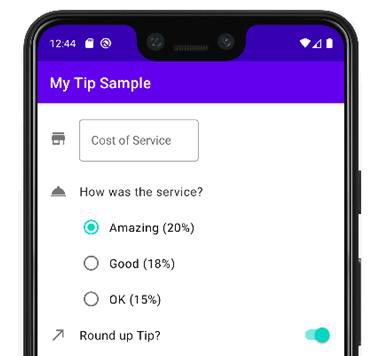 12:44
My Tip Sample
Cost of Service
How was the service?
Amazing (20%)
Good (18%)
OK (15%)
Round up Tip?